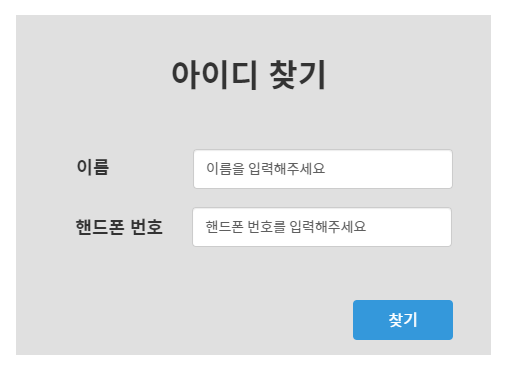 아이디 찾기
이름
이름을 입력해주세요
핸드폰 번호
핸드폰 번호를 입력해주세요
찾기